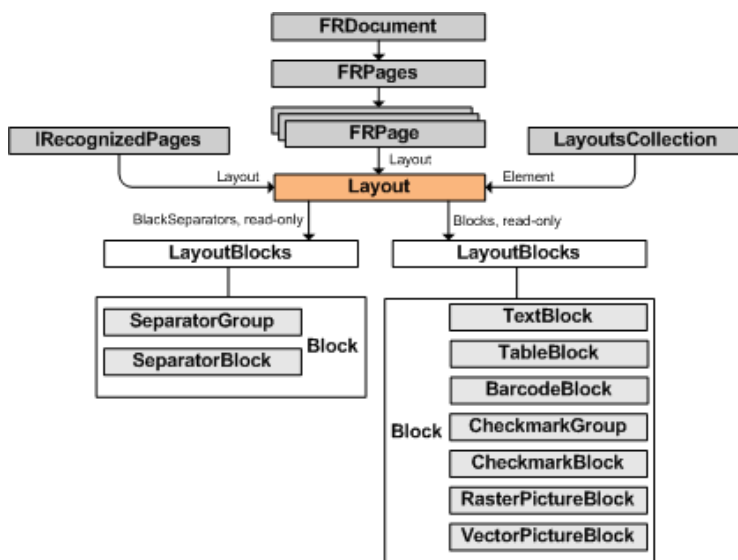 FRDocument
FRPages
FRPage
IRecognizedPages
LayoutsCollection
Layout
Layout
Element
Layout
BlackSeparators, read-only
Blocks, read-only
LayoutBlocks
LayoutBlocks
SeparatorGroup
SeparatorBlock
Block
TextBlock
TableBlock
BarcodeBlock
CheckmarkGroup
Block
CheckmarkBlock
RasterPictureBlock
VectorPictureBlock